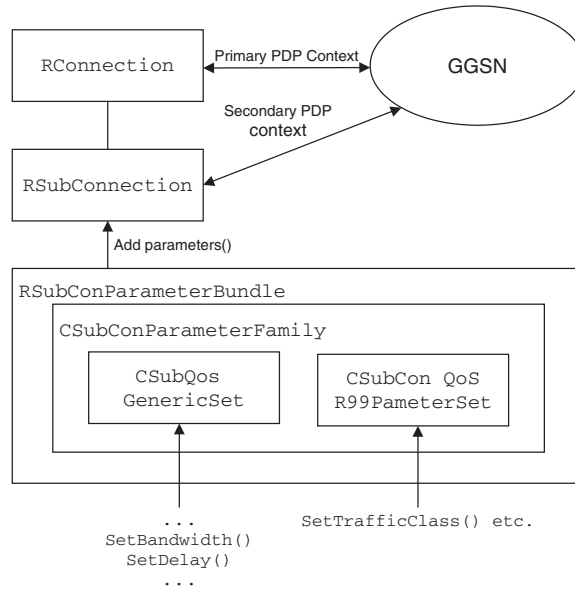 RConnection
Primary PDP Context
GGSN
Secondary PDP
context
RSubConnection
Add parameters()
RSubConParameterBundle
CSubConParameterFamily
CSubQos
GenericSet
CSubCon QoS
R99PameterSet
...
SetBandwidth()
SetDelay()
...
SetTrafficClass() etc.